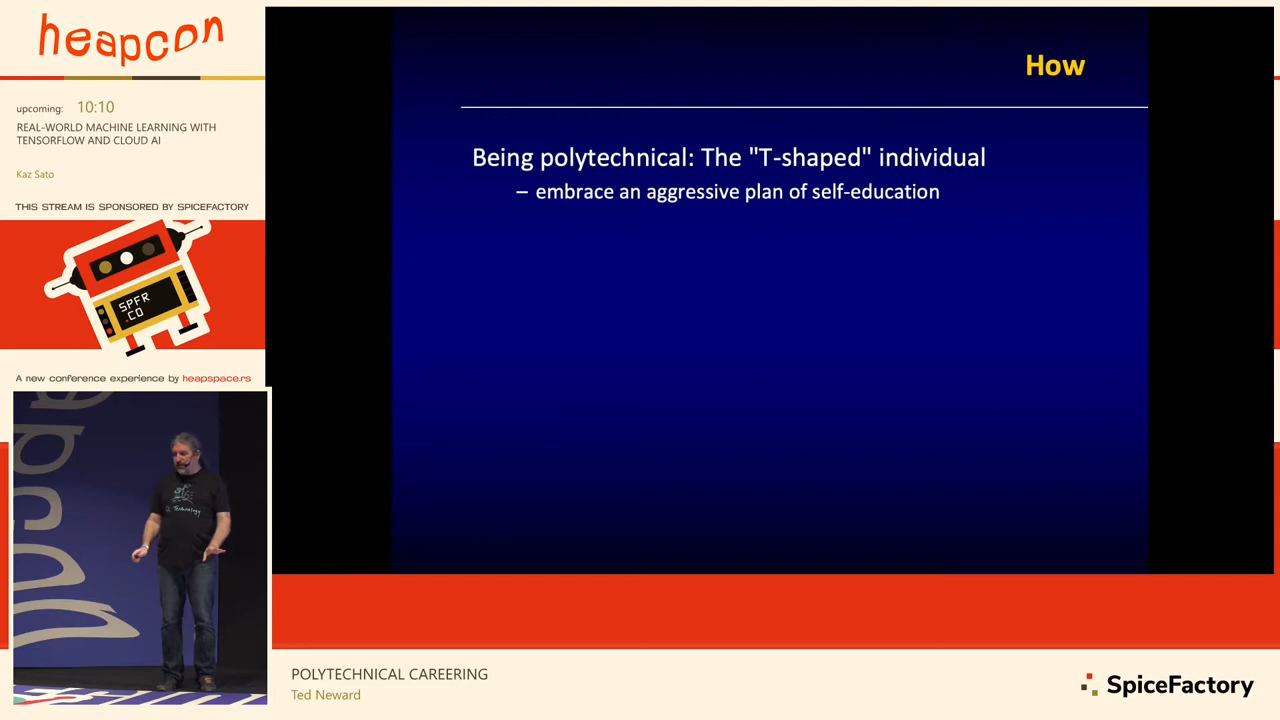 heapcon
upcoming: 10:10
REAL-WORLD MACHINE LEARNING WITH
TENSORFLOW AND CLOUD AI
Kaz Sato
THIS STREAM IS SPONSORED BY SPICEFACTORY
SPFR
.CO
A new conference experience by heapspace.rs
How
Being polytechnical: The "T-shaped" individual
– embrace an aggressive plan of self-education
POLYTECHNICAL CAREERING
Ted Neward
SpiceFactory